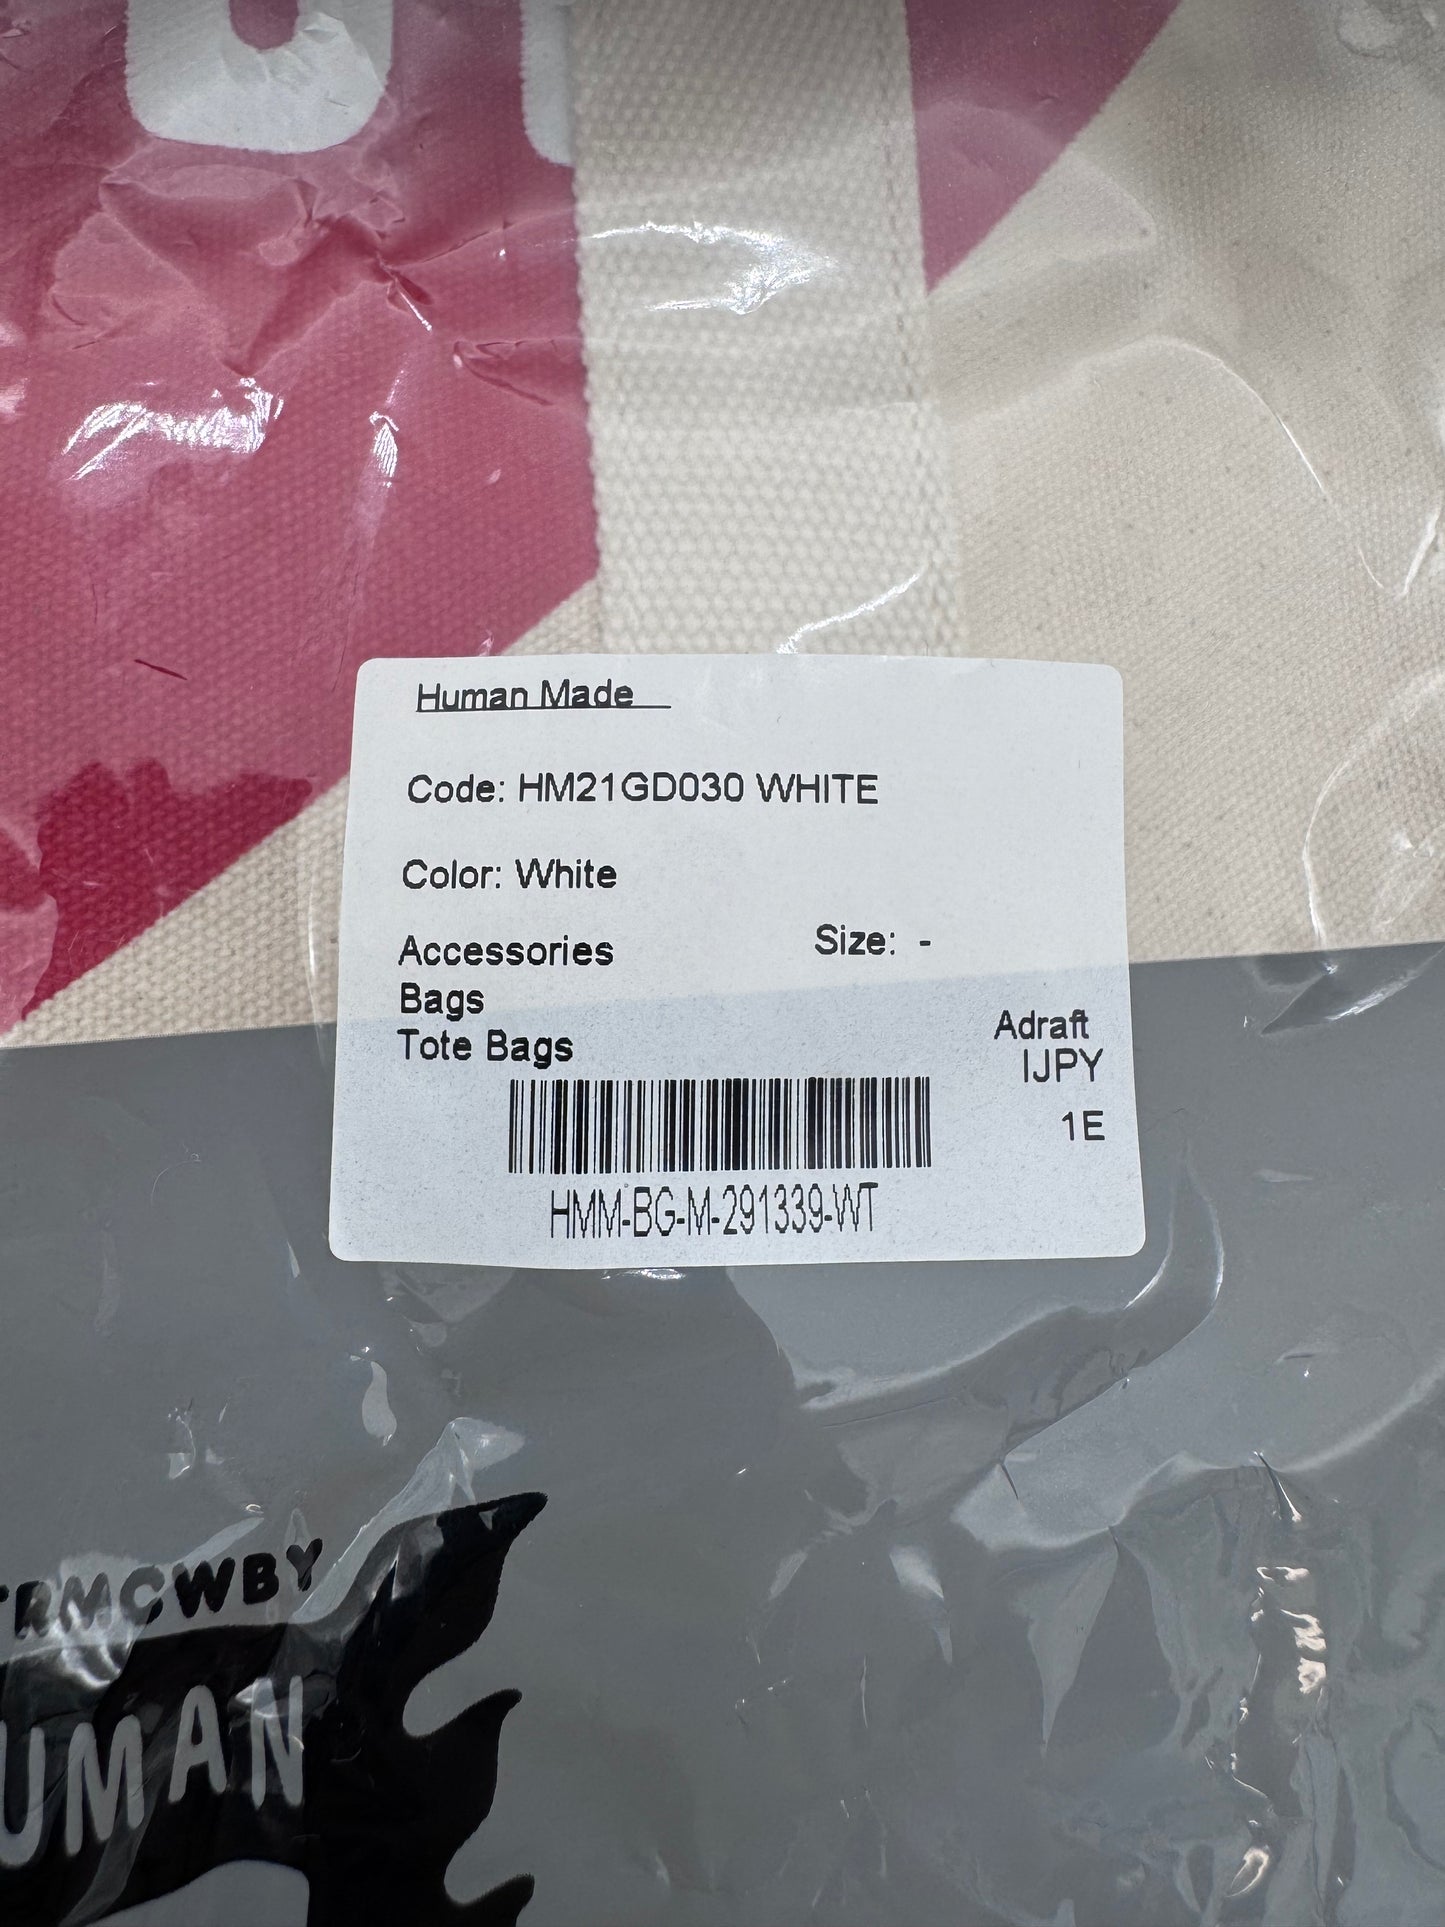 Human Made
Code: HM21GD030 WHITE
Color: White
Accessories
Size: -
Bags
Tote Bags
Adraft
IJPY
1E
HMM-BG-M-291339-WT
TRMCWBY
UMAN